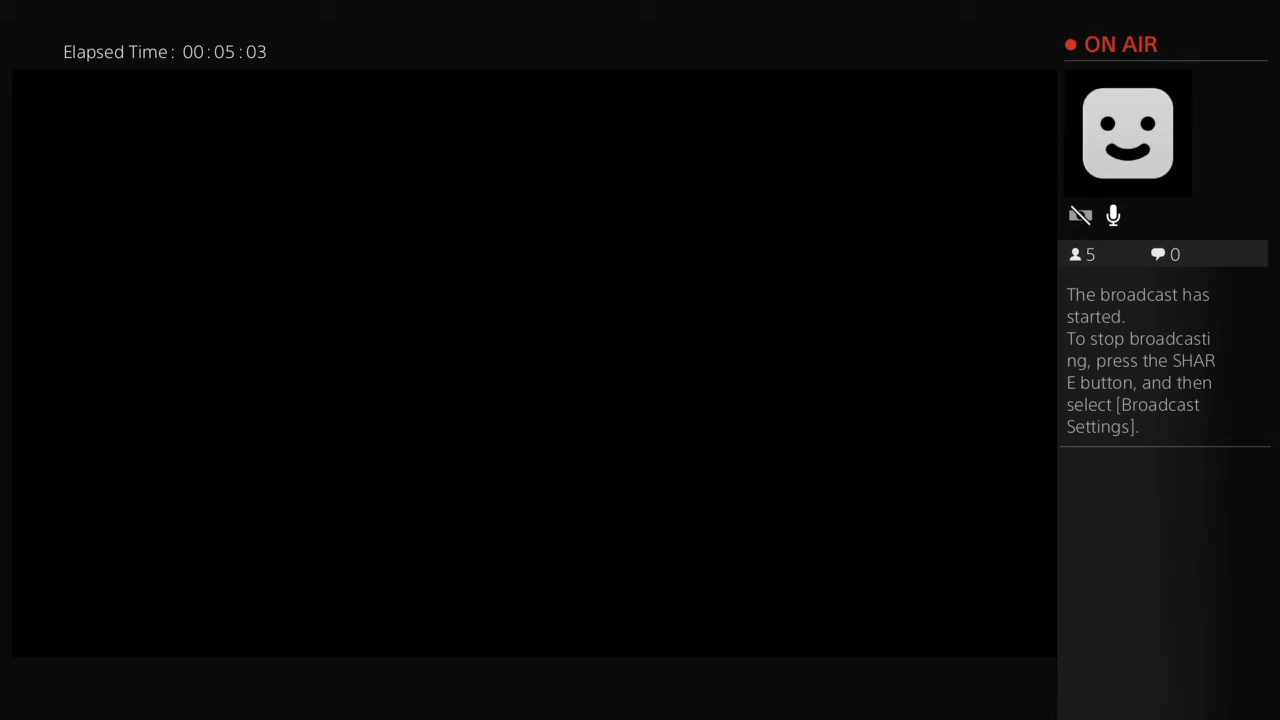 Elapsed Time: 00:05:03
ON AIR
5 0
The broadcast has
started.
To stop broadcasti
ng, press the SHAR
E button, and then
select [Broadcast
Settings].